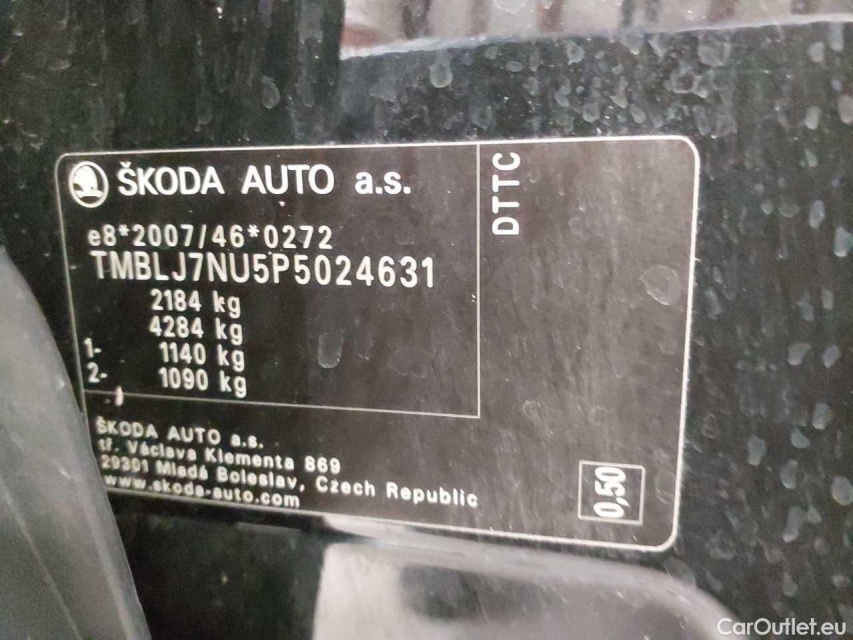 ŠKODA AUTO a.s.
e8*2007/46*0272
TMBLJ7NU5P5024631
2184 kg
4284 kg
1- 1140 kg
2- 1090 kg
DTTC
ŠKODA AUTO a.s.
tř. Václava Klementa 869
29301 Mladá Boleslav, Czech Republic
www.skoda-auto.com
0,50
CarOutlet.eu